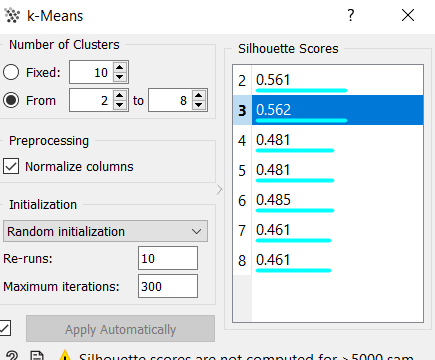 k-Means ?
Number of Clusters
Fixed: 10
From 2 to 8
Preprocessing
Normalize columns
Initialization
Random initialization
Re-runs: 10
Maximum iterations: 300
Apply Automatically
Silhouette Scores
2 0.561
3 0.562
4 0.481
5 0.481
6 0.485
7 0.461
8 0.461
? Silhouette scores are not computed for >5000 sam